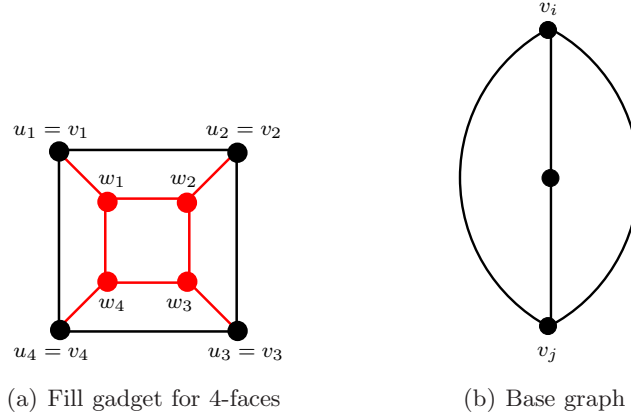 v_i
u_1 = v_1
u_2 = v_2
w_1
w_2
w_4
w_3
u_4 = v_4
u_3 = v_3
v_j
(a) Fill gadget for 4-faces
(b) Base graph